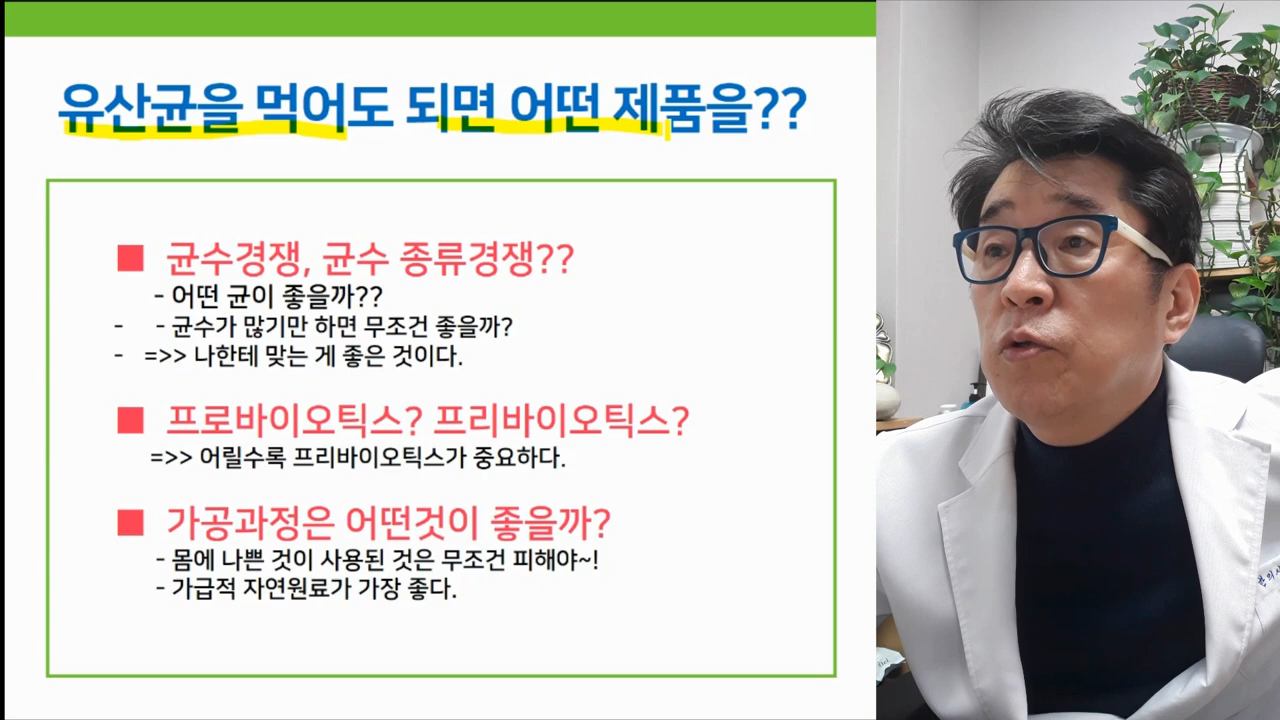 유산균을 먹어도 되면 어떤 제품을??
■ 균수경쟁, 균수 종류경쟁??
- 어떤 균이 좋을까??
- - 균수가 많기만 하면 무조건 좋을까?
- =>> 나한테 맞는 게 좋은 것이다.
■ 프로바이오틱스? 프리바이오틱스?
=>> 어릴수록 프리바이오틱스가 중요하다.
■ 가공과정은 어떤것이 좋을까?
- 몸에 나쁜 것이 사용된 것은 무조건 피해야~!
- 가급적 자연원료가 가장 좋다.